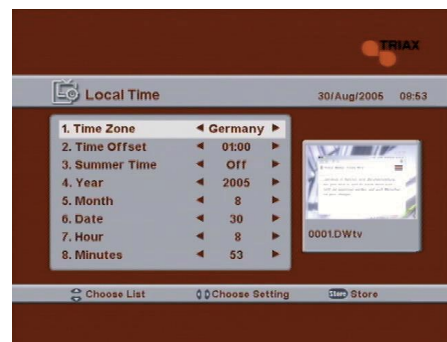 TRIAX
Local Time
30/Aug/2005 09:53
1. Time Zone Germany
2. Time Offset 01:00
3. Summer Time Off
4. Year 2005
5. Month 8
6. Date 30
7. Hour 8
8. Minutes 53
0001.DWtv
Choose List Choose Setting Store Store